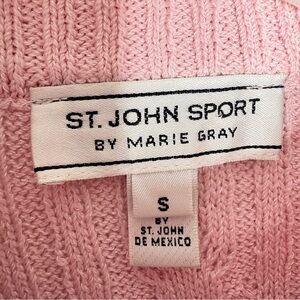 ST. JOHN SPORT
BY MARIE GRAY
S
BY
ST. JOHN
DE MEXICO